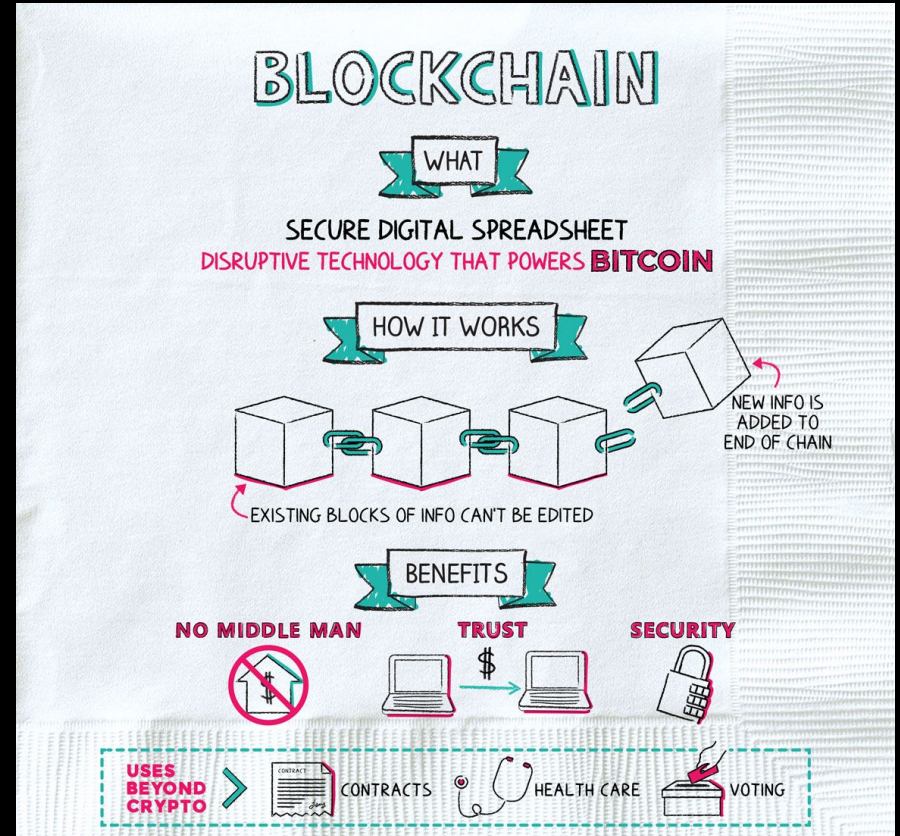 BLOCKCHAIN
WHAT
SECURE DIGITAL SPREADSHEET
DISRUPTIVE TECHNOLOGY THAT POWERS BITCOIN
HOW IT WORKS
NEW INFO IS
ADDED TO
END OF CHAIN
EXISTING BLOCKS OF INFO CAN'T BE EDITED
BENEFITS
NO MIDDLE MAN
TRUST
SECURITY
$
$
USES
BEYOND
CRYPTO
CONTRACT
CONTRACTS
HEALTH CARE
VOTING